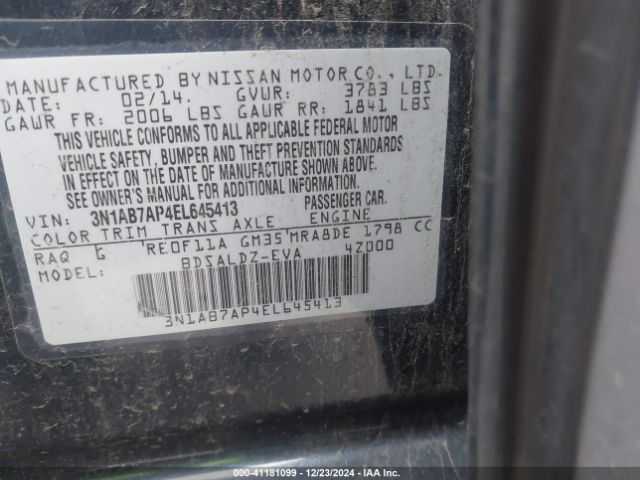 MANUFACTURED BY NISSAN MOTOR CO., LTD.
DATE: 02/14. GVUR: 3783 LBS
GAWR FR: 2006 LBS GAUR RR: 1841 LBS
THIS VEHICLE CONFORMS TO ALL APPLICABLE FEDERAL MOTOR
VEHICLE SAFETY, BUMPER AND THEFT PREVENTION STANDARDS
IN EFFECT ON THE DATE OF MANUFACTURE SHOWN ABOVE.
SEE OWNER'S MANUAL FOR ADDITIONAL INFORMATION.
VIN: 3N1AB7AP4EL645413 PASSENGER CAR.
COLOR TRIM TRANS AXLE ENGINE
RAQ G RE0F11A GM35 MRA8DE 1798 CC
MODEL: BDSALDZ-EVA 42000
3N1AB7AP4EL645413
000-41181099 - 12/23/2024 - IAA Inc.